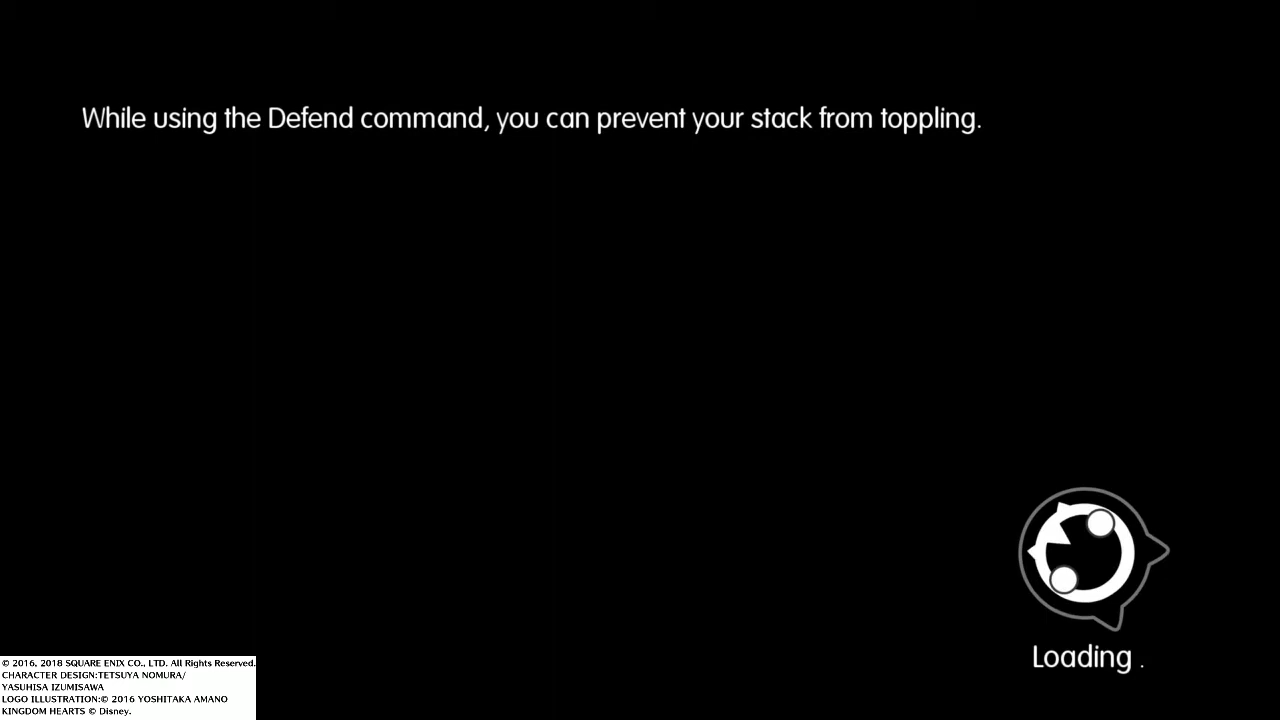 While using the Defend command, you can prevent your stack from toppling.
Loading .
© 2016, 2018 SQUARE ENIX CO., LTD. All Rights Reserved.
CHARACTER DESIGN:TETSUYA NOMURA/
YASUHISA IZUMISAWA
LOGO ILLUSTRATION:© 2016 YOSHITAKA AMANO
KINGDOM HEARTS © Disney.